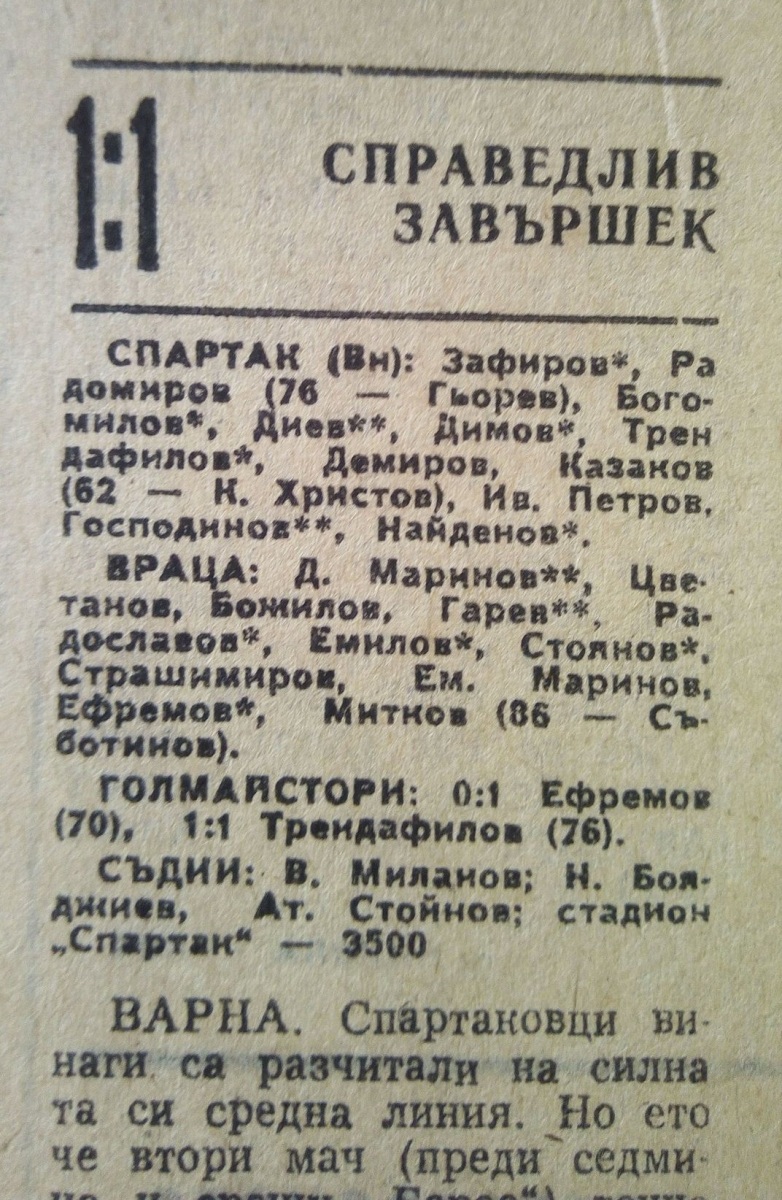 1:1
СПРАВЕДЛИВ
ЗАВЪРШЕК
СПАРТАК (Вн): Зафиров*, Ра
домиров (76 — Гьорев), Бого-
милов*, Диев**, Димов*, Трен
дафилов*, Демиров, Казаков
(62 — К. Христов), Ив. Петров,
Господинов**, Найденов*.
ВРАЦА: Д. Маринов**, Цве-
танов, Божилов, Гарев**, Ра-
дославов*, Емилов*, Стоянов*,
Страшимиров, Ем. Маринов,
Ефремов*, Митков (86 — Съ-
ботинов).
ГОЛМАЙСТОРИ: 0:1 Ефремов
(70), 1:1 Трендафилов (76).
СЪДИИ: В. Миланов; Н. Боя-
джиев, Ат. Стойнов; стадион
„Спартак“ — 3500
ВАРНА. Спартаковци ви-
наги са разчитали на силна
та си средна линия. Но ето
че втори мач (преди седми-